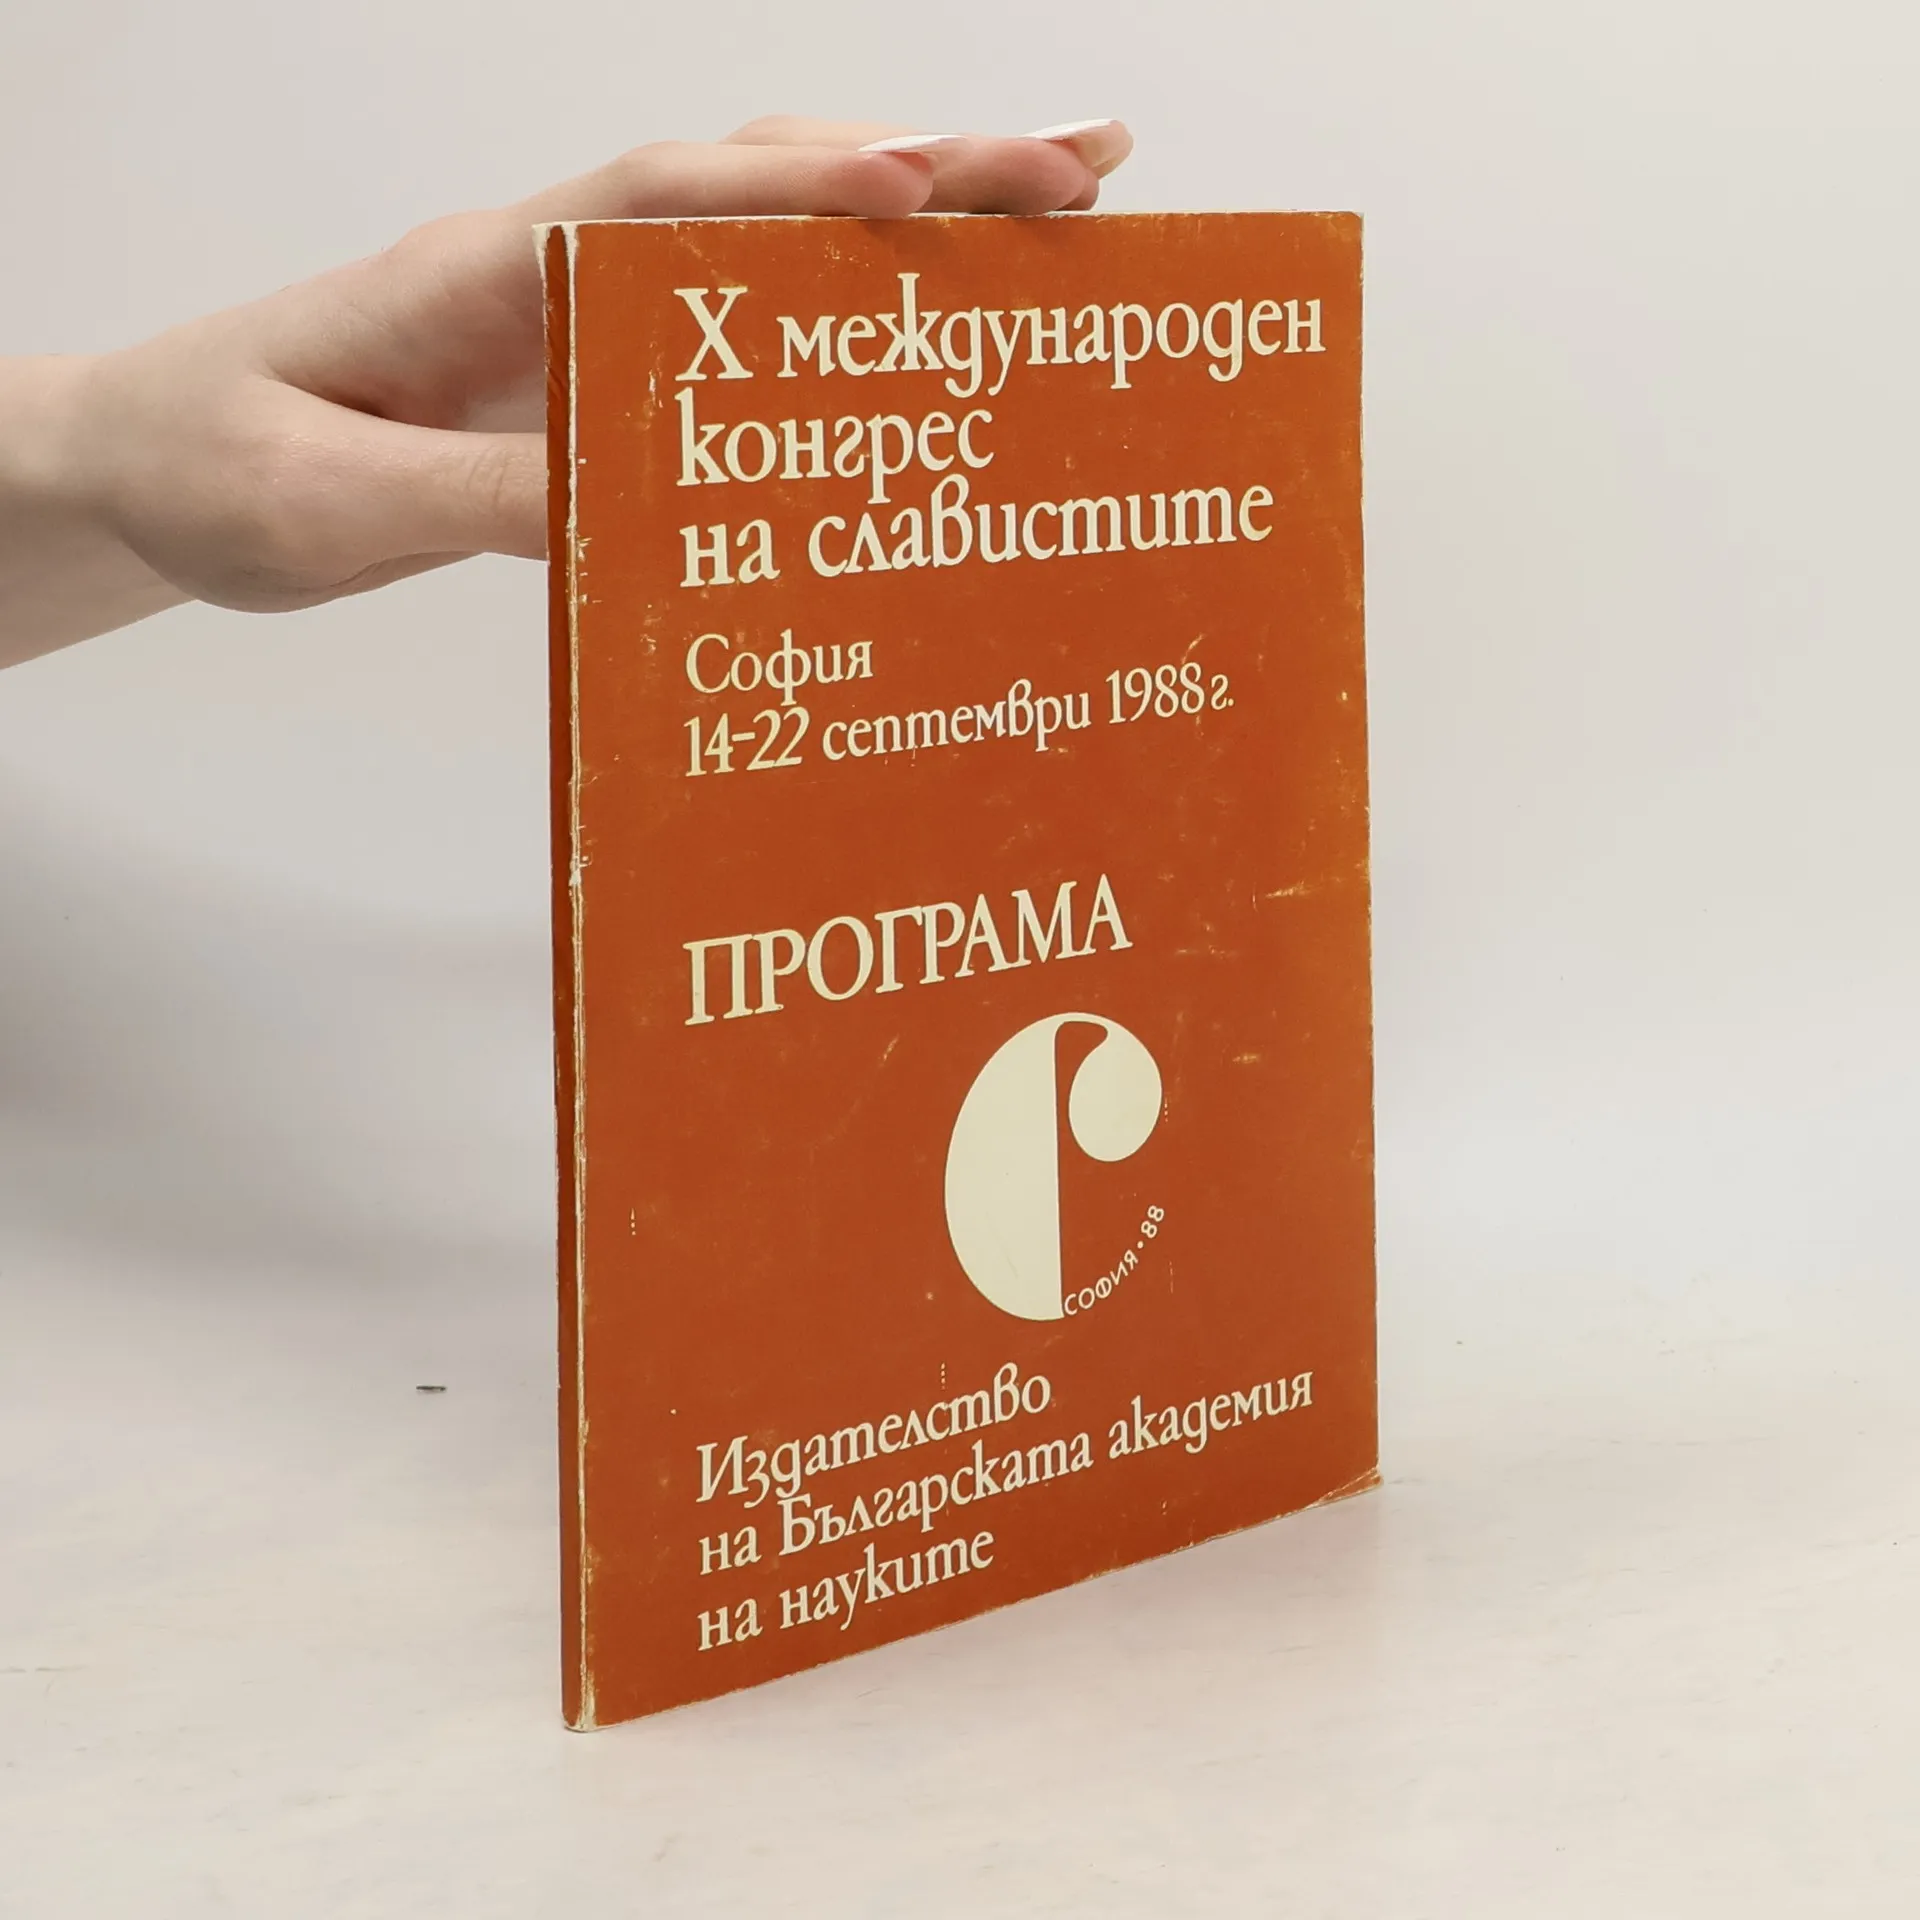 X международен
конгрес
на славистите
София
14-22 септември 1988 г.
ПРОГРАМА
СОФИЯ · 88
Издателство
на Българската академия
на науките